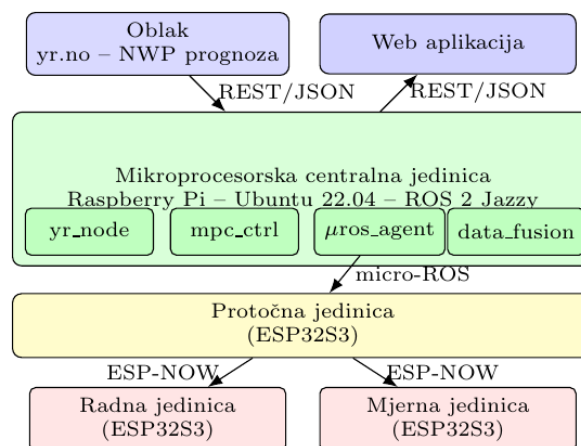 Oblak
yr.no – NWP prognoza
Web aplikacija
REST/JSON
REST/JSON
Mikroprocesorska centralna jedinica
Raspberry Pi – Ubuntu 22.04 – ROS 2 Jazzy
yr_node
mpc_ctrl
μros_agent
data_fusion
micro-ROS
Protočna jedinica
(ESP32S3)
ESP-NOW
ESP-NOW
Radna jedinica
(ESP32S3)
Mjerna jedinica
(ESP32S3)